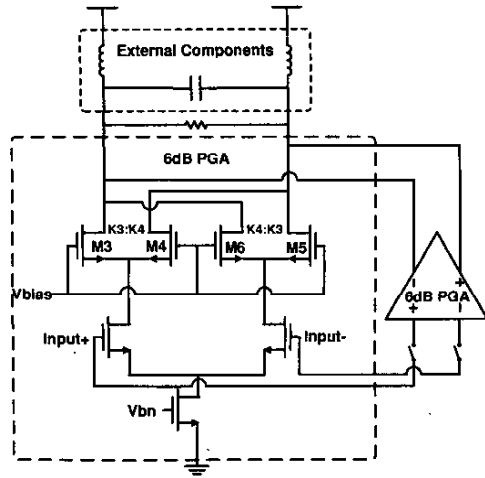 External Components
6dB PGA
K3:K4
K4:K3
M3
M4
M6
M5
Vbias
6dB PGA
- +
+ -
Input+
Input-
Vbn